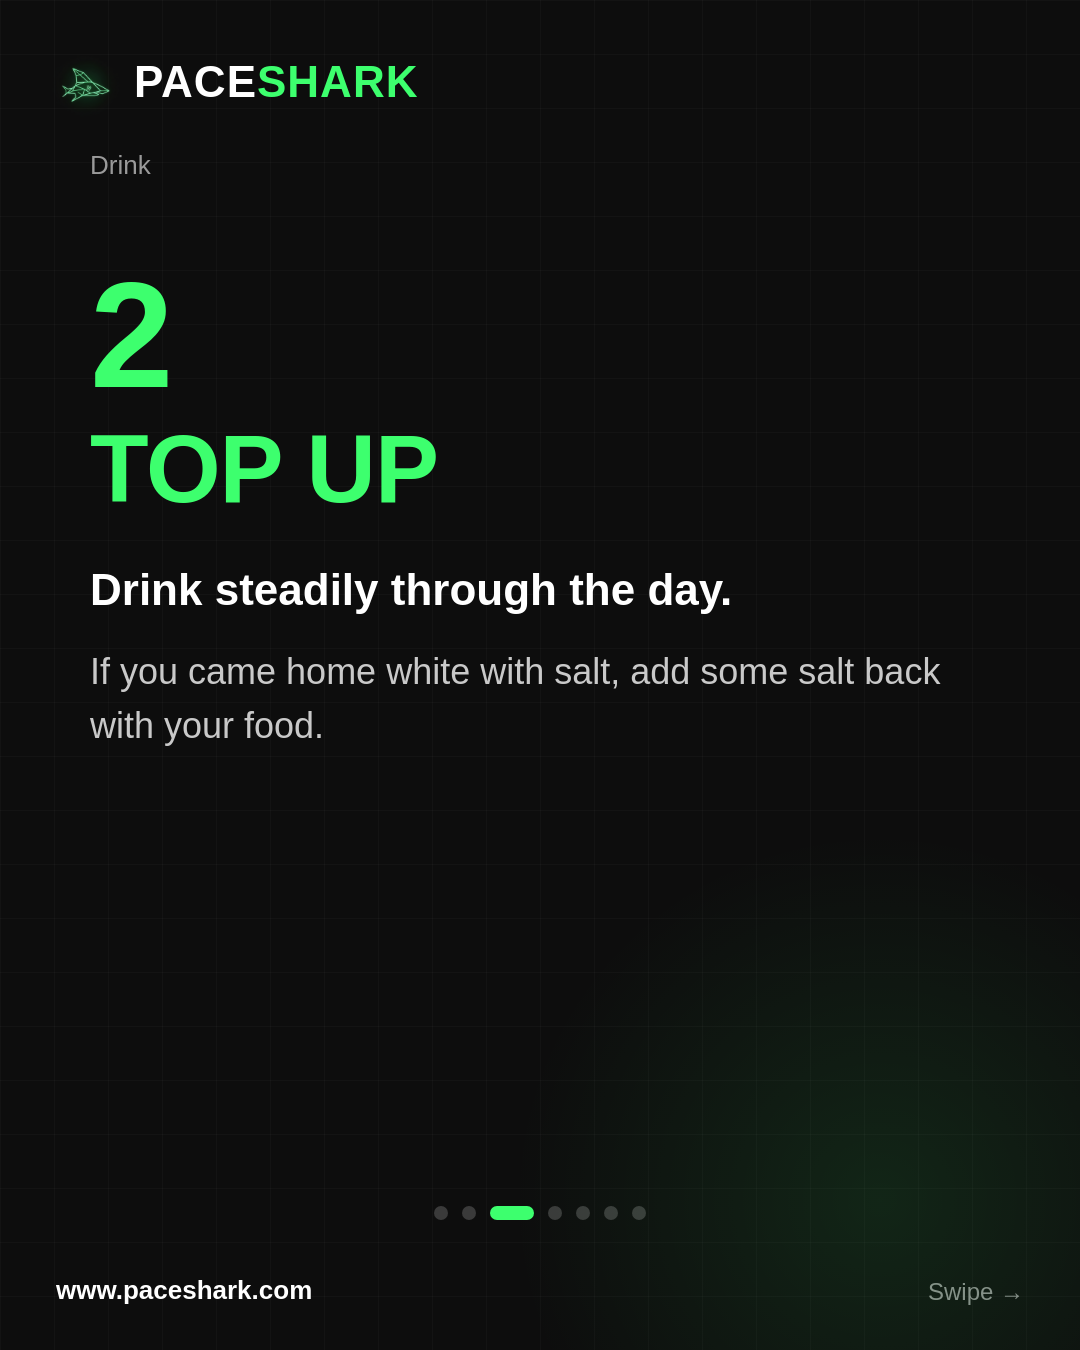 PACESHARK
Drink
2
TOP UP
Drink steadily through the day.
If you came home white with salt, add some salt back
with your food.
www.paceshark.com
Swipe →